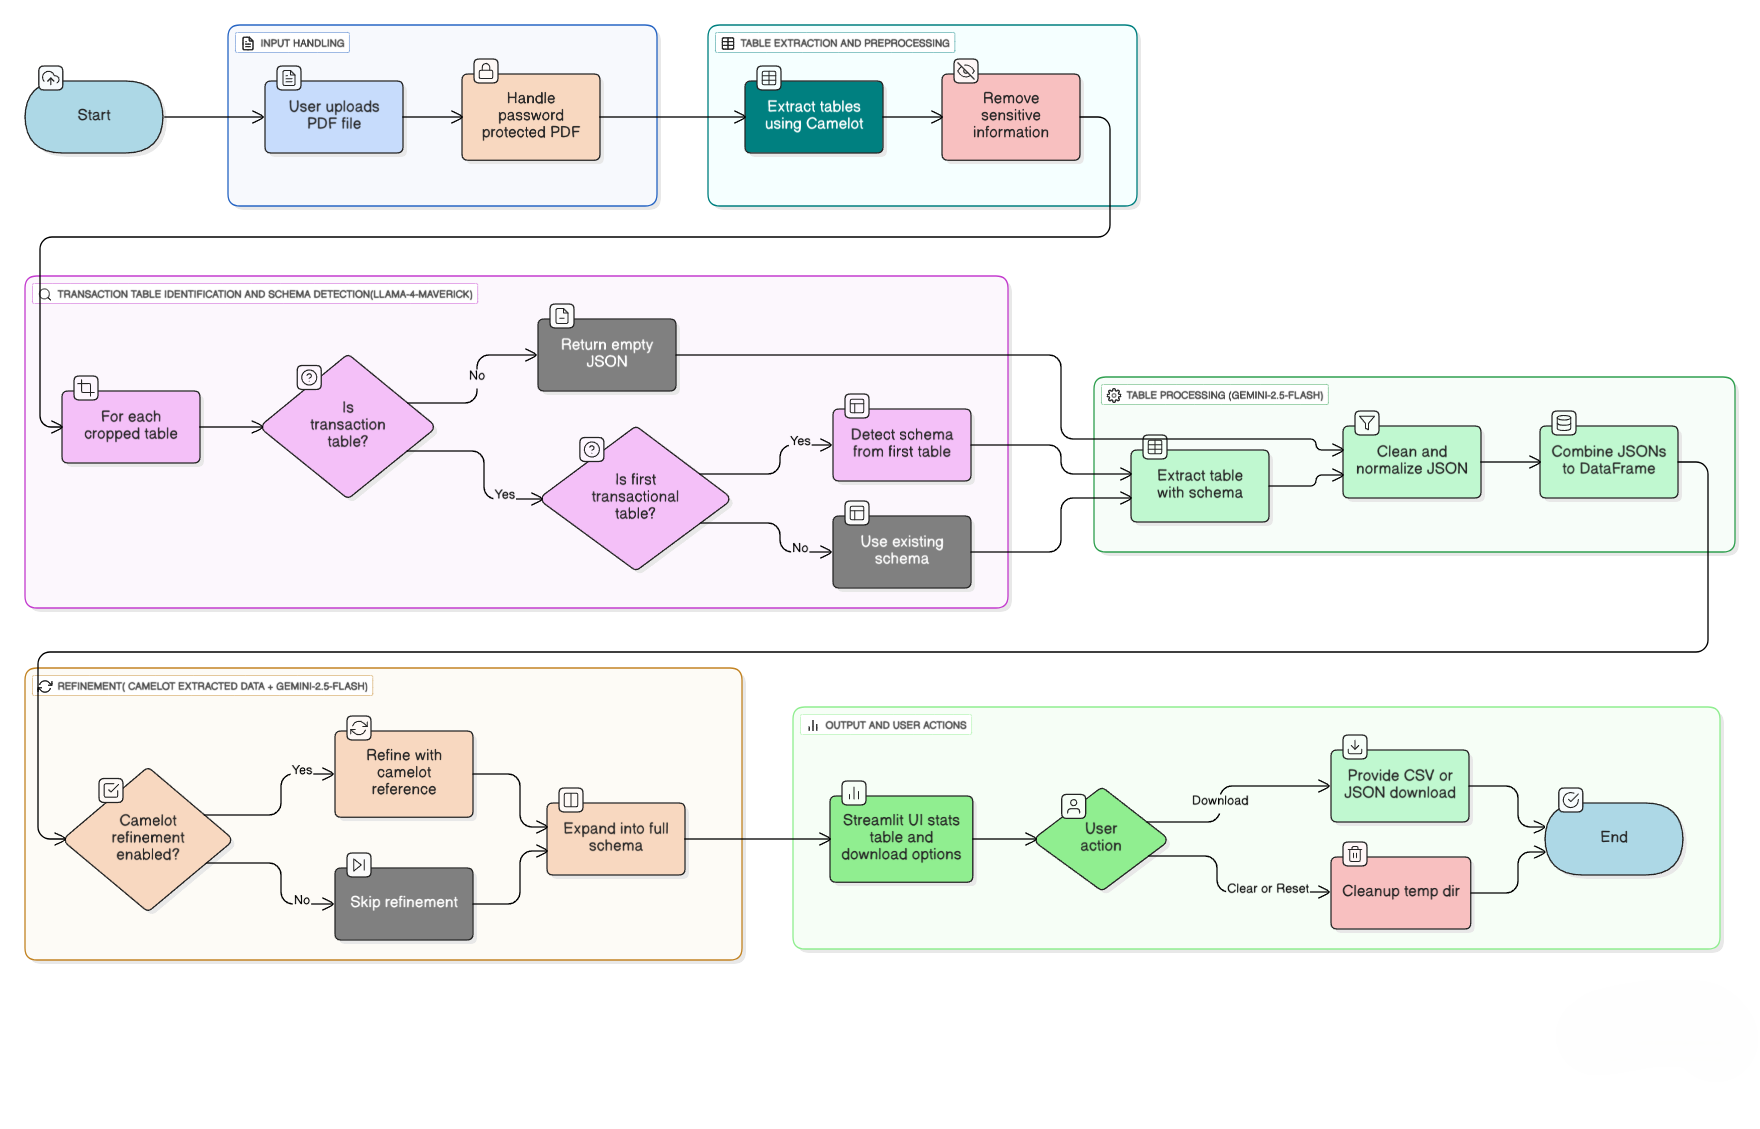 INPUT HANDLING
TABLE EXTRACTION AND PREPROCESSING
Start
User uploads
PDF file
Handle
password
protected PDF
Extract tables
using Camelot
Remove
sensitive
information
TRANSACTION TABLE IDENTIFICATION AND SCHEMA DETECTION(LLAMA-4-MAVERICK)
For each
cropped table
Is
transaction
table?
No
Return empty
JSON
Yes
Is first
transactional
table?
Yes
Detect schema
from first table
No
Use existing
schema
TABLE PROCESSING (GEMINI-2.5-FLASH)
Extract table
with schema
Clean and
normalize JSON
Combine JSONs
to DataFrame
REFINEMENT( CAMELOT EXTRACTED DATA + GEMINI-2.5-FLASH)
Camelot
refinement
enabled?
Yes
Refine with
camelot
reference
No
Skip refinement
Expand into full
schema
OUTPUT AND USER ACTIONS
Streamlit UI stats
table and
download options
User
action
Download
Provide CSV or
JSON download
Clear or Reset
Cleanup temp dir
End